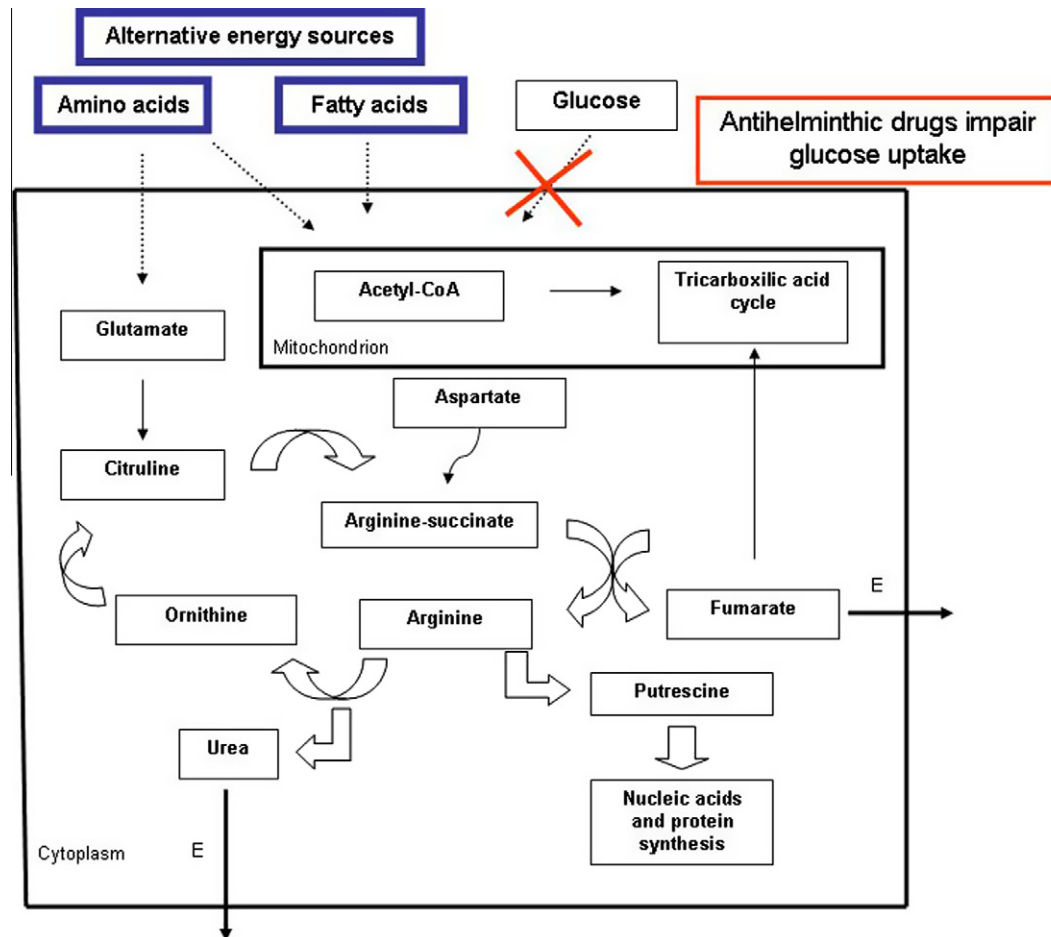 Alternative energy sources
Amino acids
Fatty acids
Glucose
Antihelminthic drugs impair
glucose uptake
Acetyl-CoA
Tricarboxilic acid
cycle
Mitochondrion
Glutamate
Aspartate
Citruline
Arginine-succinate
Ornithine
Arginine
Fumarate
E
Putrescine
Urea
Nucleic acids
and protein
synthesis
Cytoplasm
E